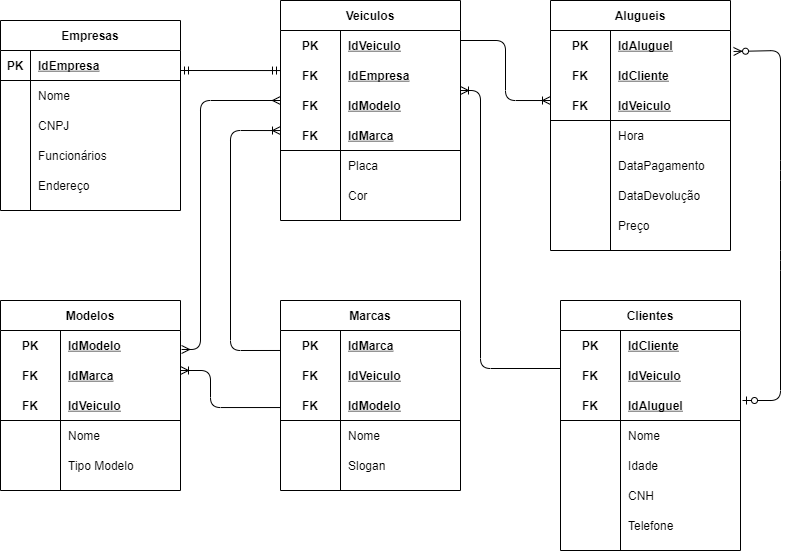 Empresas
PK IdEmpresa
Nome
CNPJ
Funcionários
Endereço
Veiculos
PK IdVeiculo
FK IdEmpresa
FK IdModelo
FK IdMarca
Placa
Cor
Alugueis
PK IdAluguel
FK IdCliente
FK IdVeiculo
Hora
DataPagamento
DataDevolução
Preço
Modelos
PK IdModelo
FK IdMarca
FK IdVeiculo
Nome
Tipo Modelo
Marcas
PK IdMarca
FK IdVeiculo
FK IdModelo
Nome
Slogan
Clientes
PK IdCliente
FK IdVeiculo
FK IdAluguel
Nome
Idade
CNH
Telefone